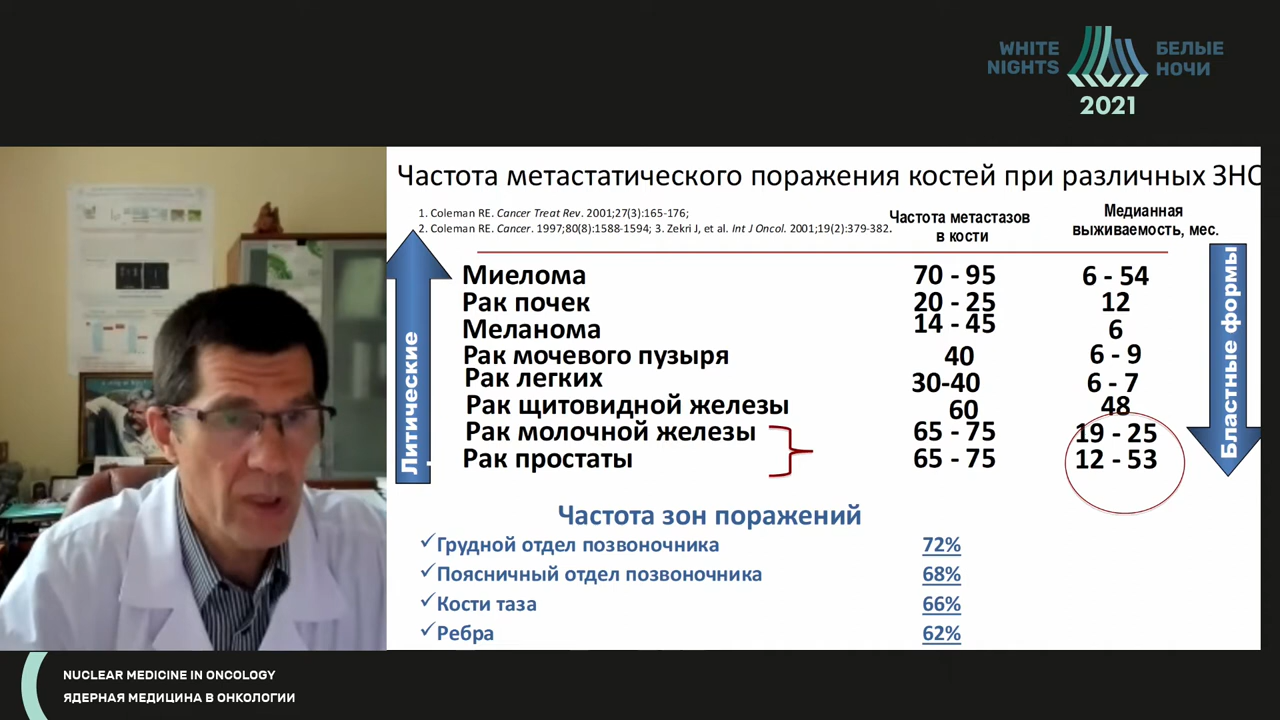 WHITE NIGHTS
БЕЛЫЕ НОЧИ
2021
Частота метастатического поражения костей при различных ЗНО
1. Coleman RE. Cancer Treat Rev. 2001;27(3):165-176;
2. Coleman RE. Cancer. 1997;80(8):1588-1594; 3. Zekri J, et al. Int J Oncol. 2001;19(2):379-382.
Частота метастазов в кости
Медианная выживаемость, мес.
Миелома 70 - 95 6 - 54
Рак почек 20 - 25 12
Меланома 14 - 45 6
Рак мочевого пузыря 40 6 - 9
Рак легких 30-40 6 - 7
Рак щитовидной железы 60 48
Рак молочной железы 65 - 75 19 - 25
Рак простаты 65 - 75 12 - 53
Литические
Бластные формы
Частота зон поражений
✓Грудной отдел позвоночника 72%
✓Поясничный отдел позвоночника 68%
✓Кости таза 66%
✓Ребра 62%
NUCLEAR MEDICINE IN ONCOLOGY
ЯДЕРНАЯ МЕДИЦИНА В ОНКОЛОГИИ